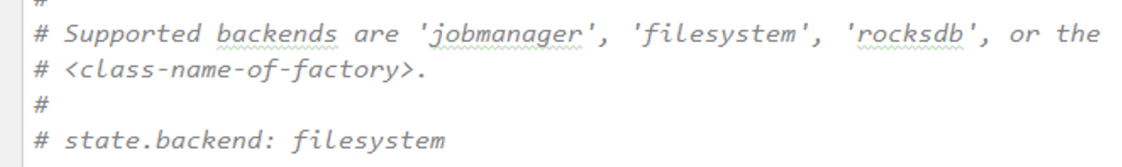 #
# Supported backends are 'jobmanager', 'filesystem', 'rocksdb', or the
# <class-name-of-factory>.
#
# state.backend: filesystem